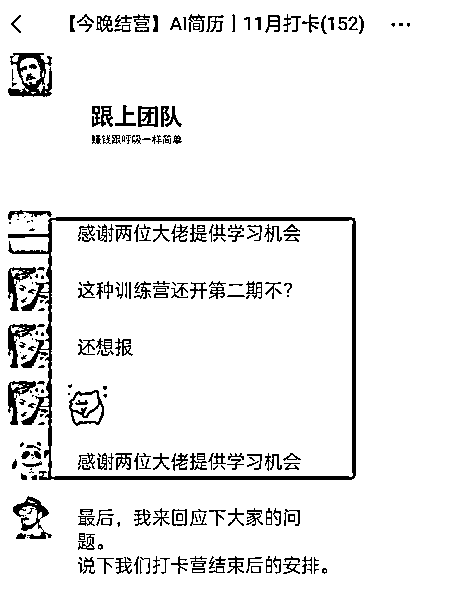 【今晚结营】AI简历丨11月打卡(152)
跟上团队
赚钱跟呼吸一样简单
感谢两位大佬提供学习机会
这种训练营还开第二期不？
还想报
感谢两位大佬提供学习机会
最后，我来回应下大家的问
题。
说下我们打卡营结束后的安排。